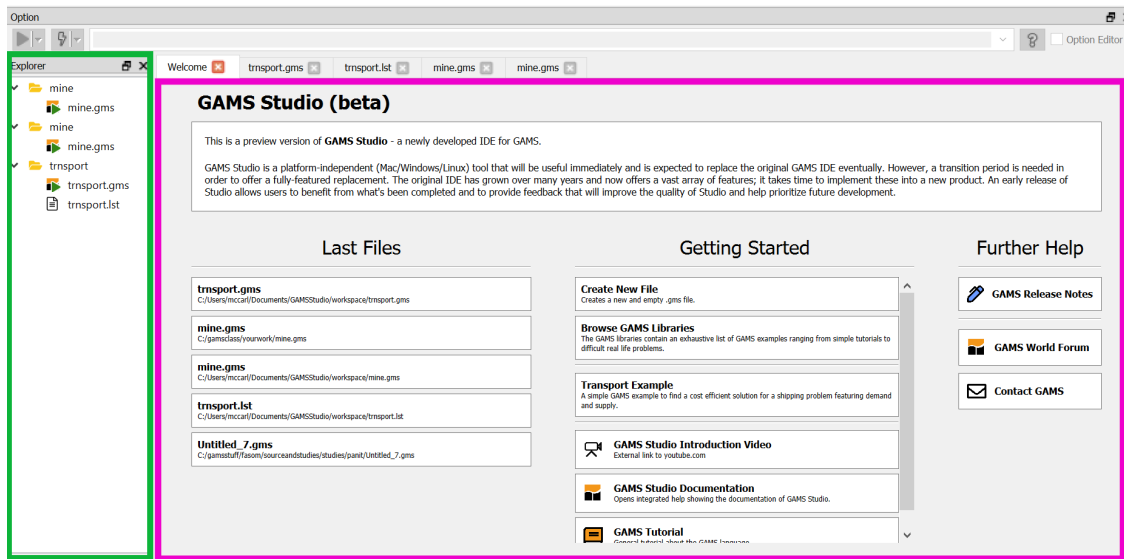 Option
Option Editor
Explorer
mine
mine.gms
mine
mine.gms
trnsport
trnsport.gms
trnsport.lst
Welcome
trnsport.gms
trnsport.lst
mine.gms
mine.gms
GAMS Studio (beta)
This is a preview version of GAMS Studio - a newly developed IDE for GAMS.
GAMS Studio is a platform-independent (Mac/Windows/Linux) tool that will be useful immediately and is expected to replace the original GAMS IDE eventually. However, a transition period is needed in
order to offer a fully-featured replacement. The original IDE has grown over many years and now offers a vast array of features; it takes time to implement these into a new product. An early release of
Studio allows users to benefit from what's been completed and to provide feedback that will improve the quality of Studio and help prioritize future development.
Last Files
trnsport.gms
C:/Users/mccarl/Documents/GAMSStudio/workspace/trnsport.gms
mine.gms
C:/gamsclass/yourwork/mine.gms
mine.gms
C:/Users/mccarl/Documents/GAMSStudio/workspace/mine.gms
trnsport.lst
C:/Users/mccarl/Documents/GAMSStudio/workspace/trnsport.lst
Untitled_7.gms
C:/gamsstuff/fasom/sourceandstudies/studies/panit/Untitled_7.gms
Getting Started
Create New File
Creates a new and empty .gms file.
Browse GAMS Libraries
The GAMS libraries contain an exhaustive list of GAMS examples ranging from simple tutorials to
difficult real life problems.
Transport Example
A simple GAMS example to find a cost efficient solution for a shipping problem featuring demand
and supply.
GAMS Studio Introduction Video
External link to youtube.com
GAMS Studio Documentation
Opens integrated help showing the documentation of GAMS Studio.
GAMS Tutorial
General tutorial about the GAMS language.
Further Help
GAMS Release Notes
GAMS World Forum
Contact GAMS